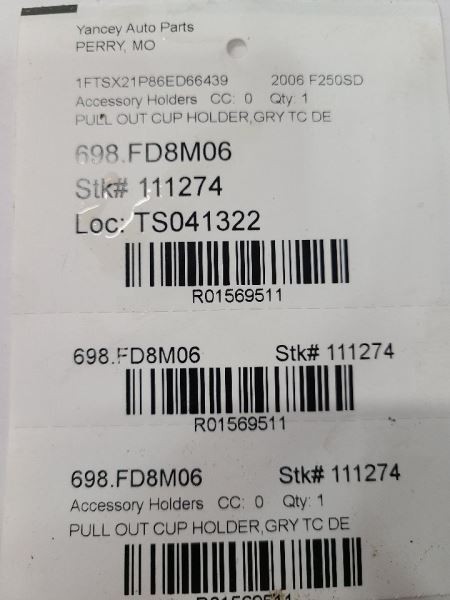 Yancey Auto Parts
PERRY, MO
1FTSX21P86ED66439 2006 F250SD
Accessory Holders CC: 0 Qty: 1
PULL OUT CUP HOLDER,GRY TC DE
698.FD8M06
Stk# 111274
Loc: TS041322
R01569511
698.FD8M06 Stk# 111274
R01569511
698.FD8M06 Stk# 111274
Accessory Holders CC: 0 Qty: 1
PULL OUT CUP HOLDER,GRY TC DE
R01569511